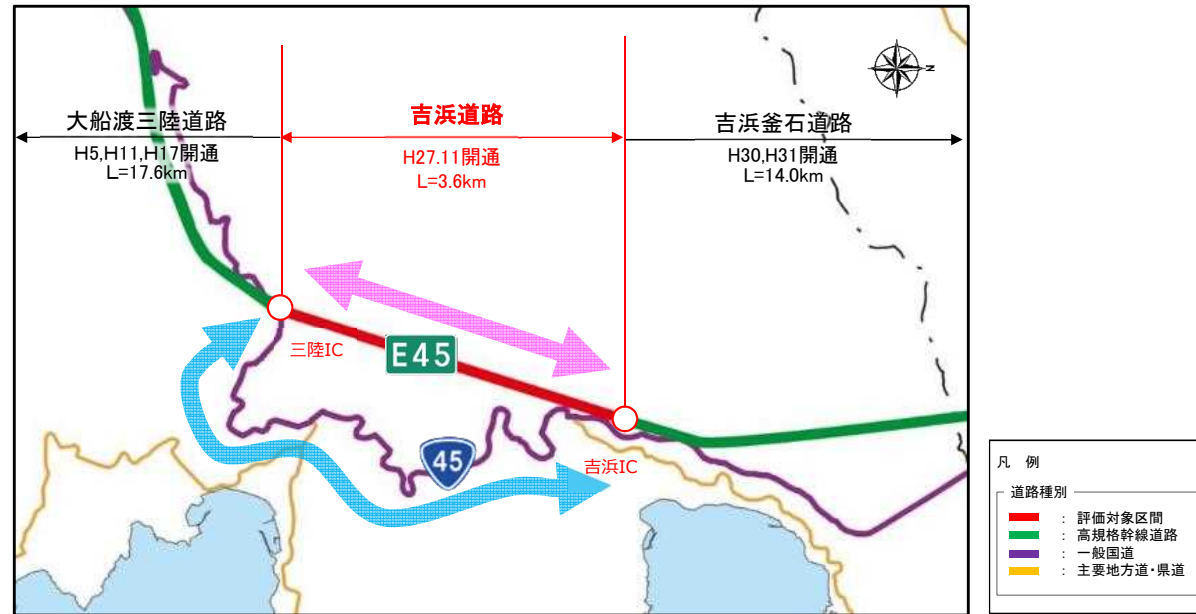 大船渡三陸道路
H5,H11,H17開通
L=17.6km
吉浜道路
H27.11開通
L=3.6km
吉浜釜石道路
H30,H31開通
L=14.0km
N
三陸IC
E45
45
吉浜IC
凡 例
道路種別
: 評価対象区間
: 高規格幹線道路
: 一般国道
: 主要地方道・県道